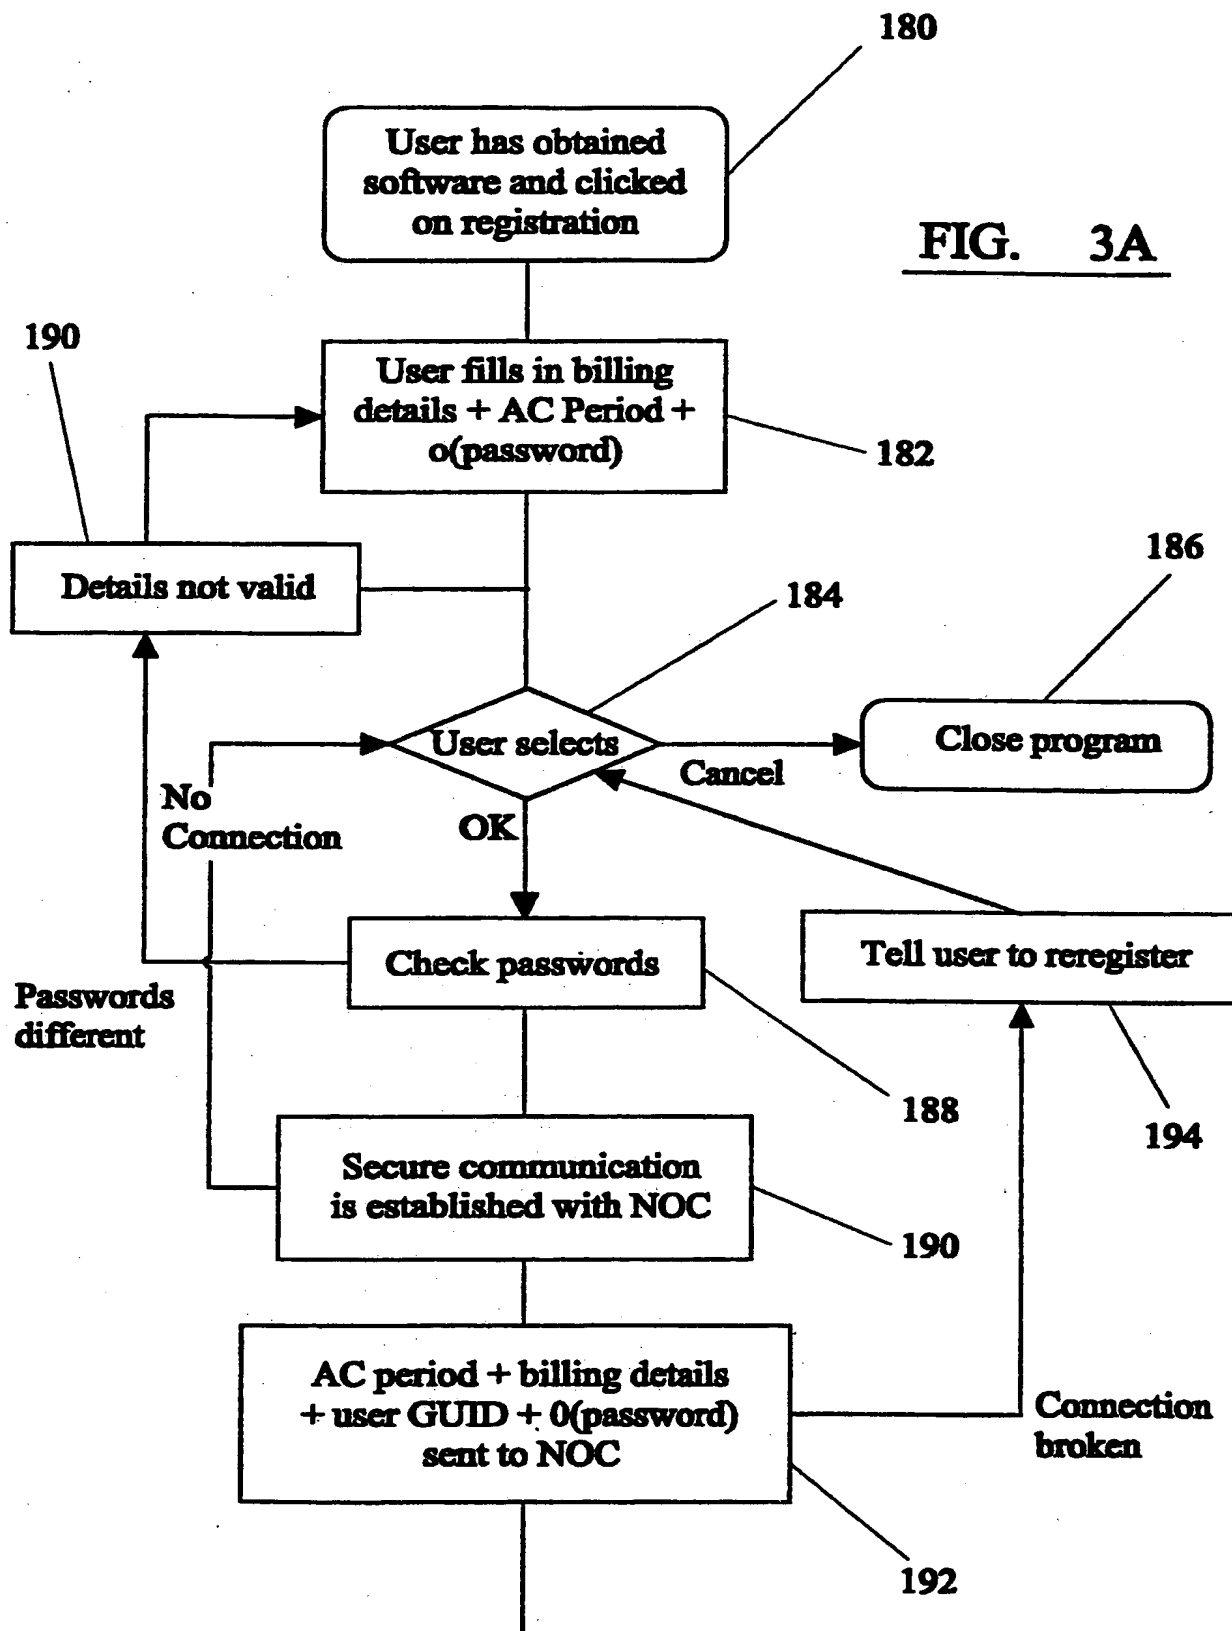 180
User has obtained
software and clicked
on registration
FIG. 3A
190
User fills in billing
details + AC Period +
o(password)
182
Details not valid
186
184
User selects
Close program
Cancel
No
Connection
OK
Check passwords
Tell user to reregister
Passwords
different
188
194
Secure communication
is established with NOC
190
AC period + billing details
+ user GUID + 0(password)
sent to NOC
Connection
broken
192